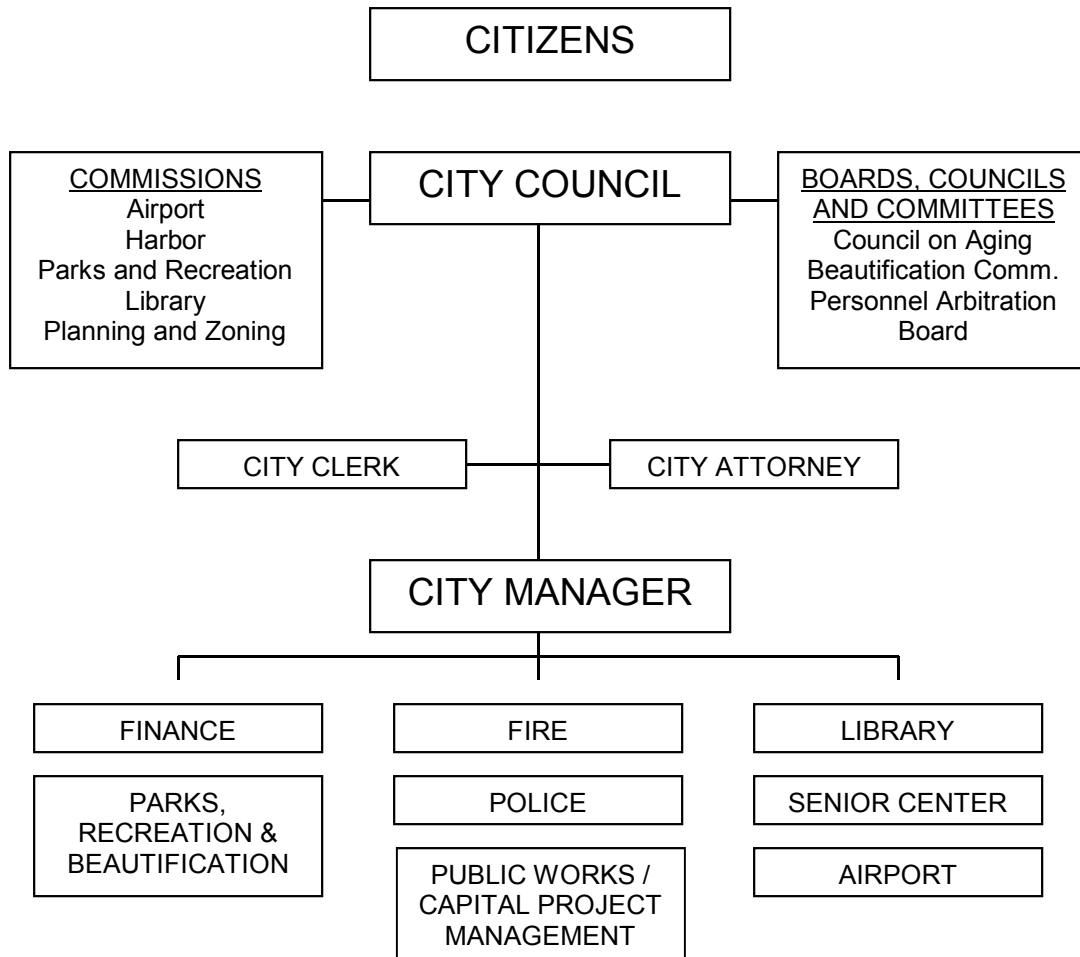 CITIZENS
COMMISSIONS
Airport
Harbor
Parks and Recreation
Library
Planning and Zoning
CITY COUNCIL
BOARDS, COUNCILS
AND COMMITTEES
Council on Aging
Beautification Comm.
Personnel Arbitration
Board
CITY CLERK
CITY ATTORNEY
CITY MANAGER
FINANCE
FIRE
LIBRARY
PARKS,
RECREATION &
BEAUTIFICATION
POLICE
SENIOR CENTER
PUBLIC WORKS /
CAPITAL PROJECT
MANAGEMENT
AIRPORT